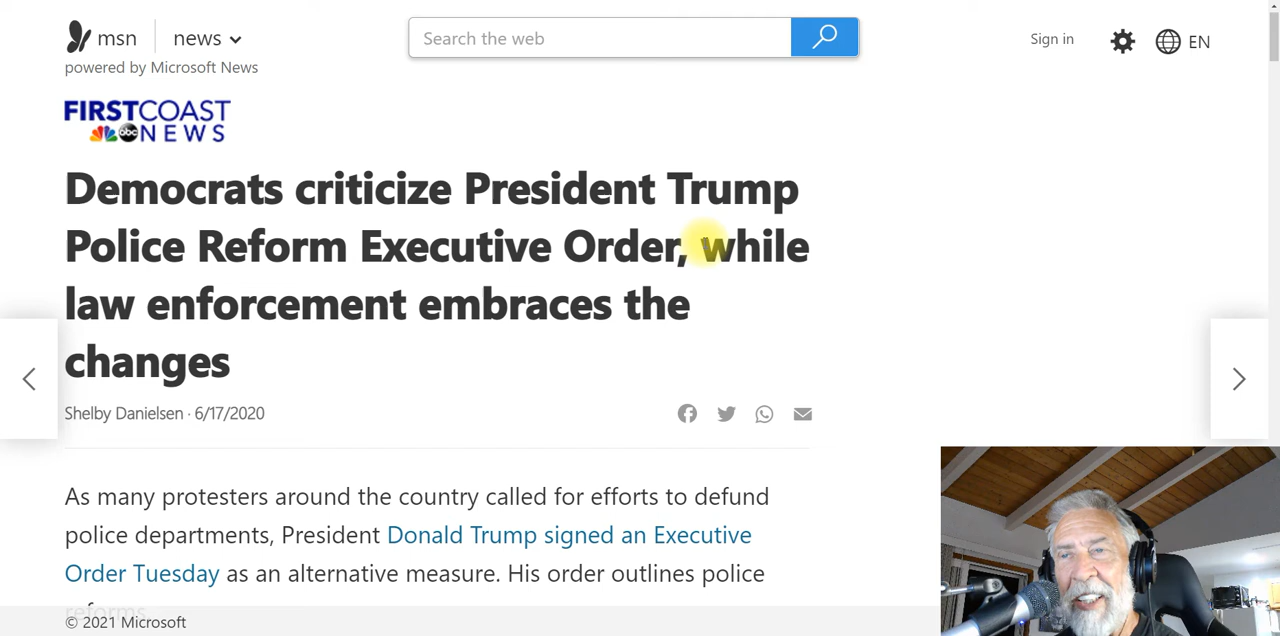 msn
news
Search the web
Sign in
EN
powered by Microsoft News
FIRSTCOAST
abc NEWS
Democrats criticize President Trump
Police Reform Executive Order, while
law enforcement embraces the
changes
Shelby Danielsen · 6/17/2020
As many protesters around the country called for efforts to defund
police departments, President Donald Trump signed an Executive
Order Tuesday as an alternative measure. His order outlines police
reforms
© 2021 Microsoft